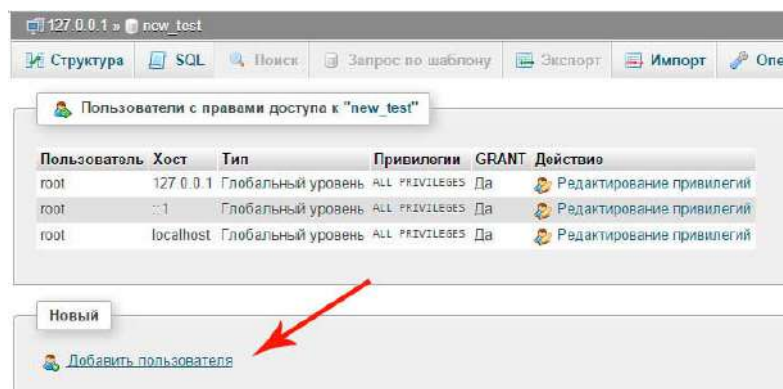 127.0.0.1 » new_test
Структура SQL Поиск Запрос по шаблону Экспорт Импорт Опе
Пользователи с правами доступа к "new_test"
Пользователь Хост Тип Привилегии GRANT Действие
root 127.0.0.1 Глобальный уровень ALL PRIVILEGES Да Редактирование привилегий
root ::1 Глобальный уровень ALL PRIVILEGES Да Редактирование привилегий
root localhost Глобальный уровень ALL PRIVILEGES Да Редактирование привилегий
Новый
Добавить пользователя